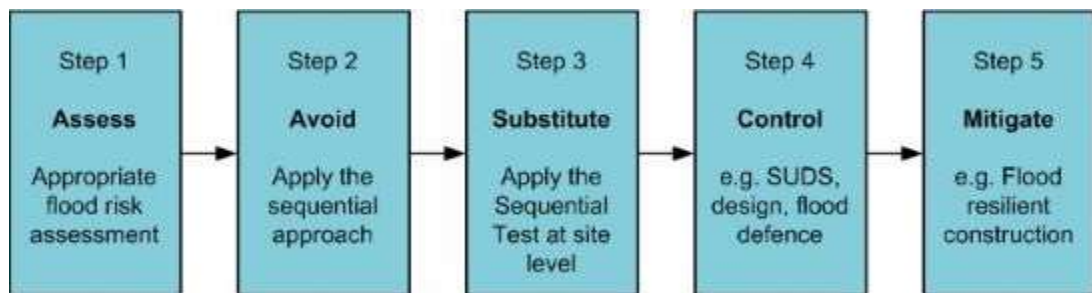 Step 1
Assess
Appropriate
flood risk
assessment
Step 2
Avoid
Apply the
sequential
approach
Step 3
Substitute
Apply the
Sequential
Test at site
level
Step 4
Control
e.g. SUDS,
design, flood
defence
Step 5
Mitigate
e.g. Flood
resilient
construction